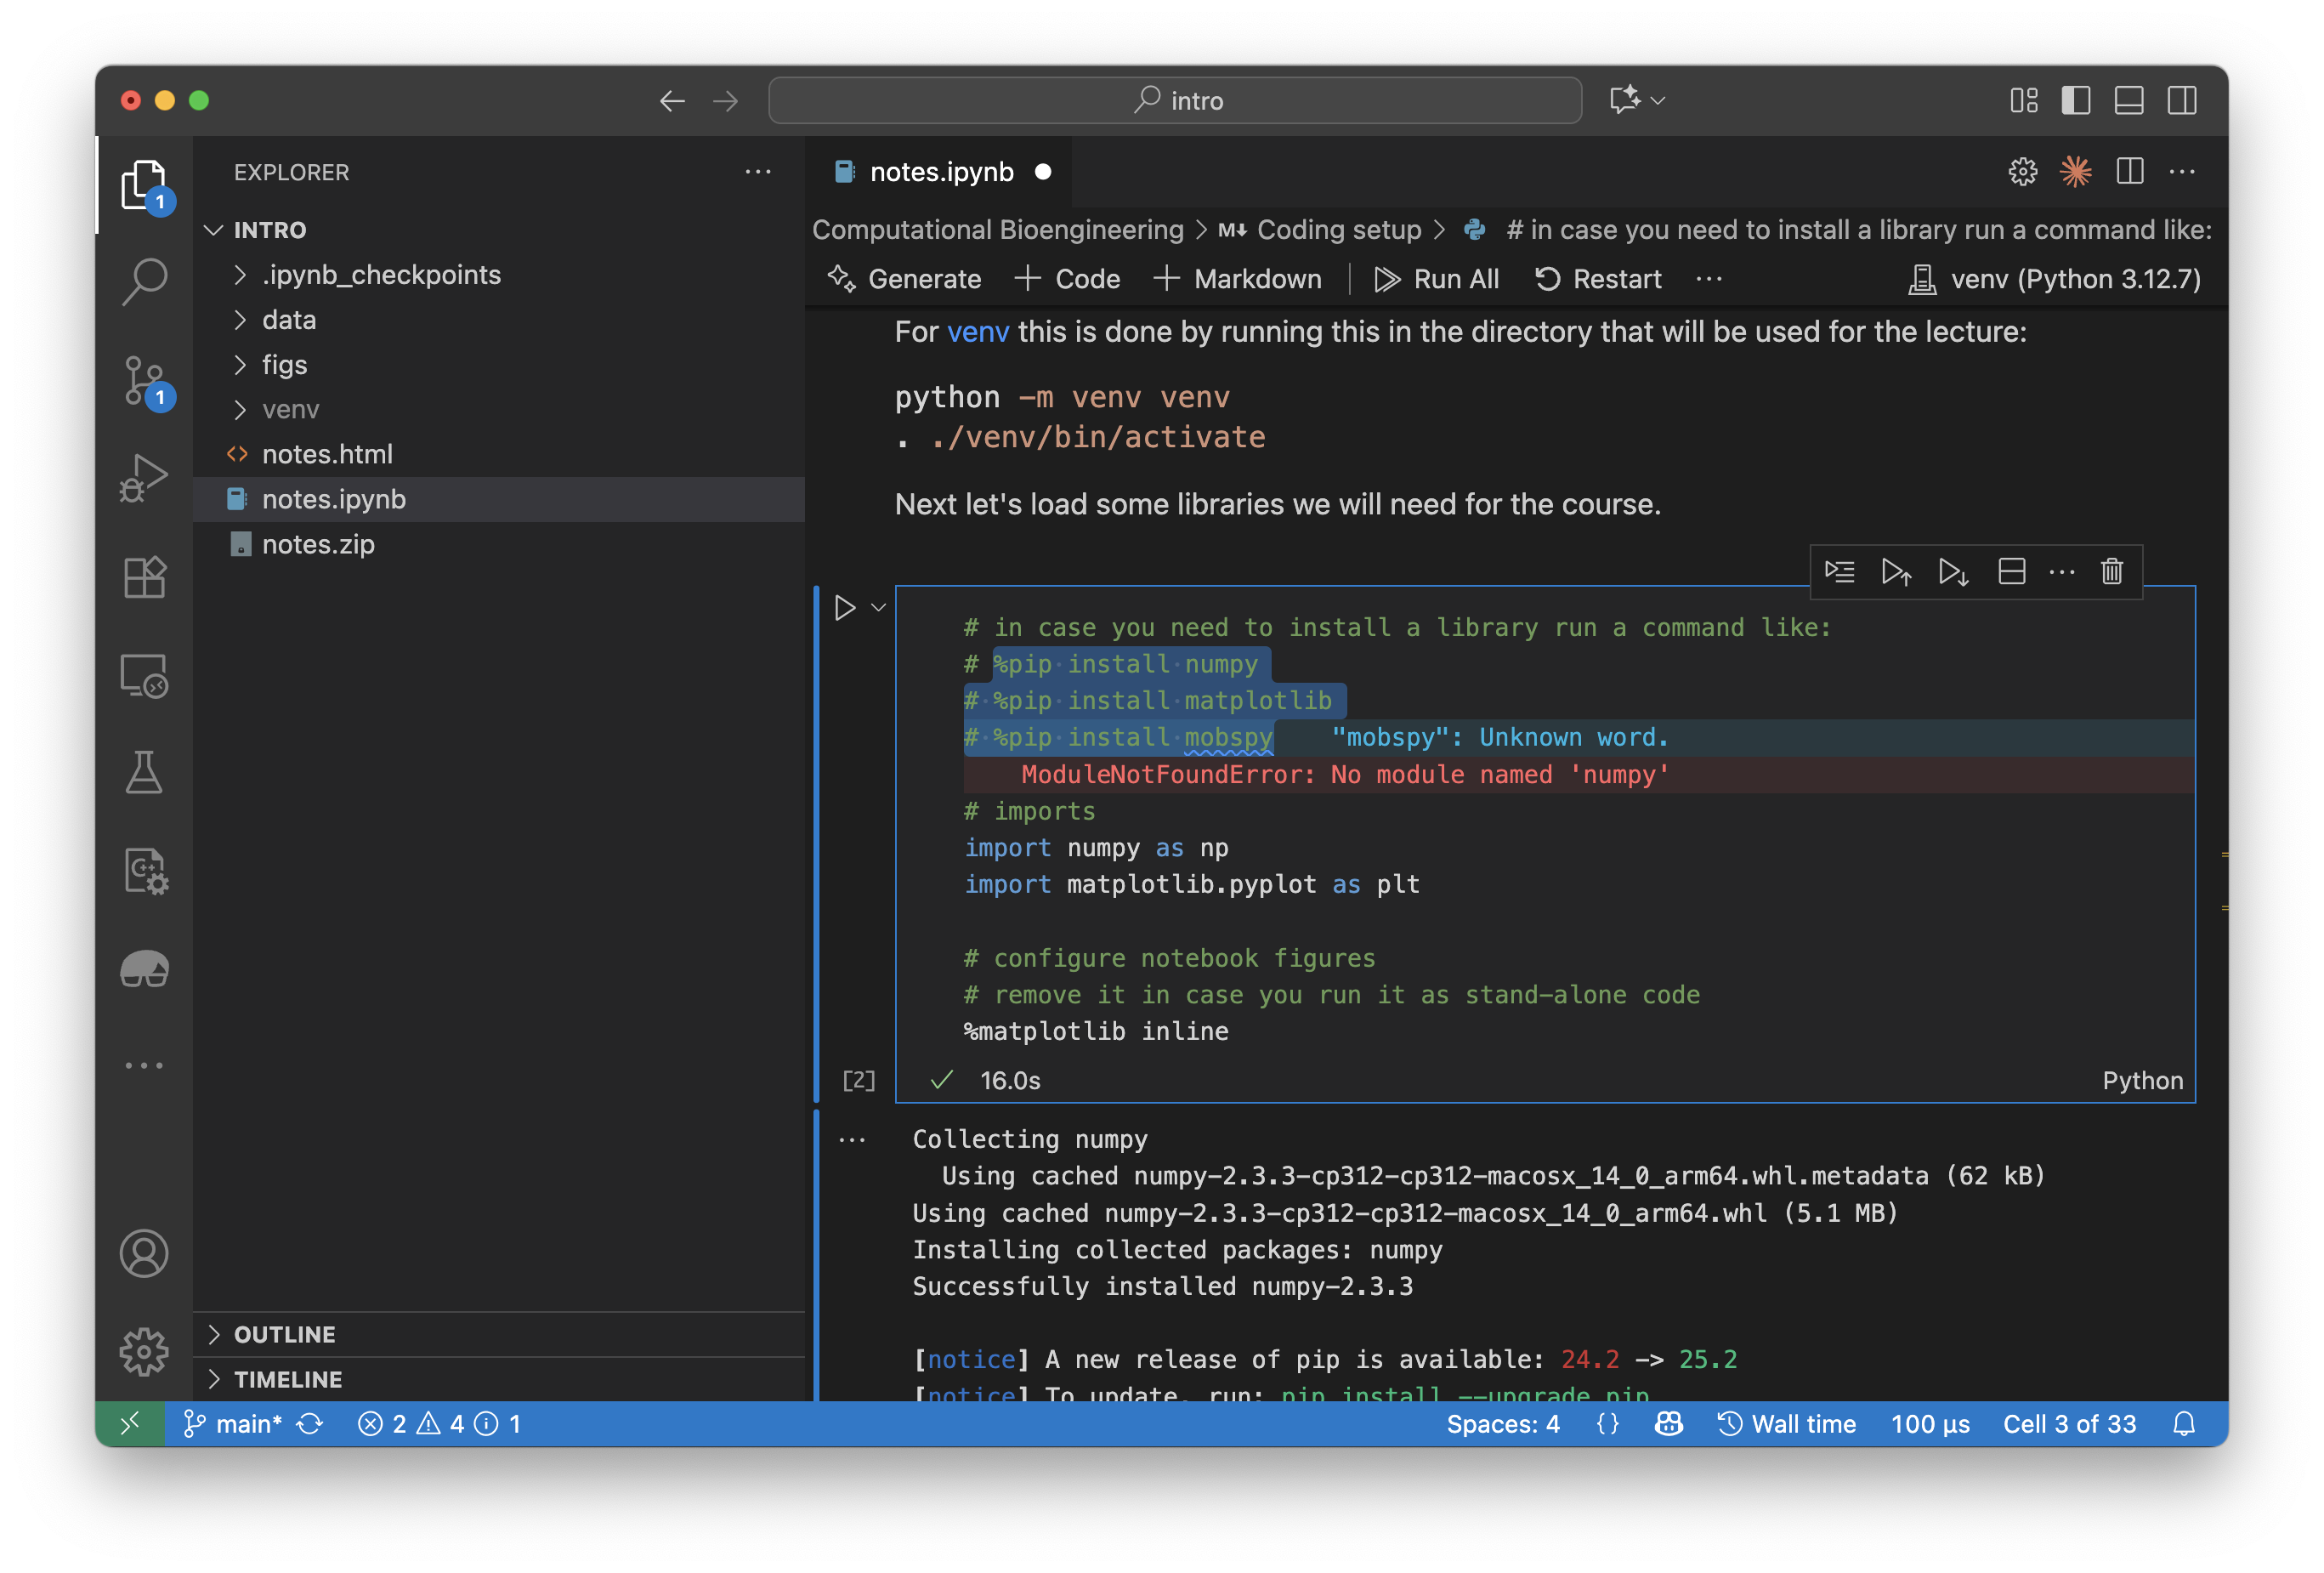 intro
EXPLORER
INTRO
.ipynb_checkpoints
data
figs
venv
notes.html
notes.ipynb
notes.zip
OUTLINE
TIMELINE
1
1
notes.ipynb
Computational Bioengineering > M↓ Coding setup > # in case you need to install a library run a command like:
Generate + Code + Markdown | Run All Restart ··· venv (Python 3.12.7)
For venv this is done by running this in the directory that will be used for the lecture:
python -m venv venv
. ./venv/bin/activate
Next let's load some libraries we will need for the course.
# in case you need to install a library run a command like:
# %pip install numpy
# %pip install matplotlib
# %pip install mobspy "mobspy": Unknown word.
ModuleNotFoundError: No module named 'numpy'
# imports
import numpy as np
import matplotlib.pyplot as plt
# configure notebook figures
# remove it in case you run it as stand-alone code
%matplotlib inline
[2] ✓ 16.0s Python
Collecting numpy
Using cached numpy-2.3.3-cp312-cp312-macosx_14_0_arm64.whl.metadata (62 kB)
Using cached numpy-2.3.3-cp312-cp312-macosx_14_0_arm64.whl (5.1 MB)
Installing collected packages: numpy
Successfully installed numpy-2.3.3
[notice] A new release of pip is available: 24.2 -> 25.2
[notice] To update, run: pip install --upgrade pip
main* 2 4 1 Spaces: 4 {} Wall time 100 µs Cell 3 of 33